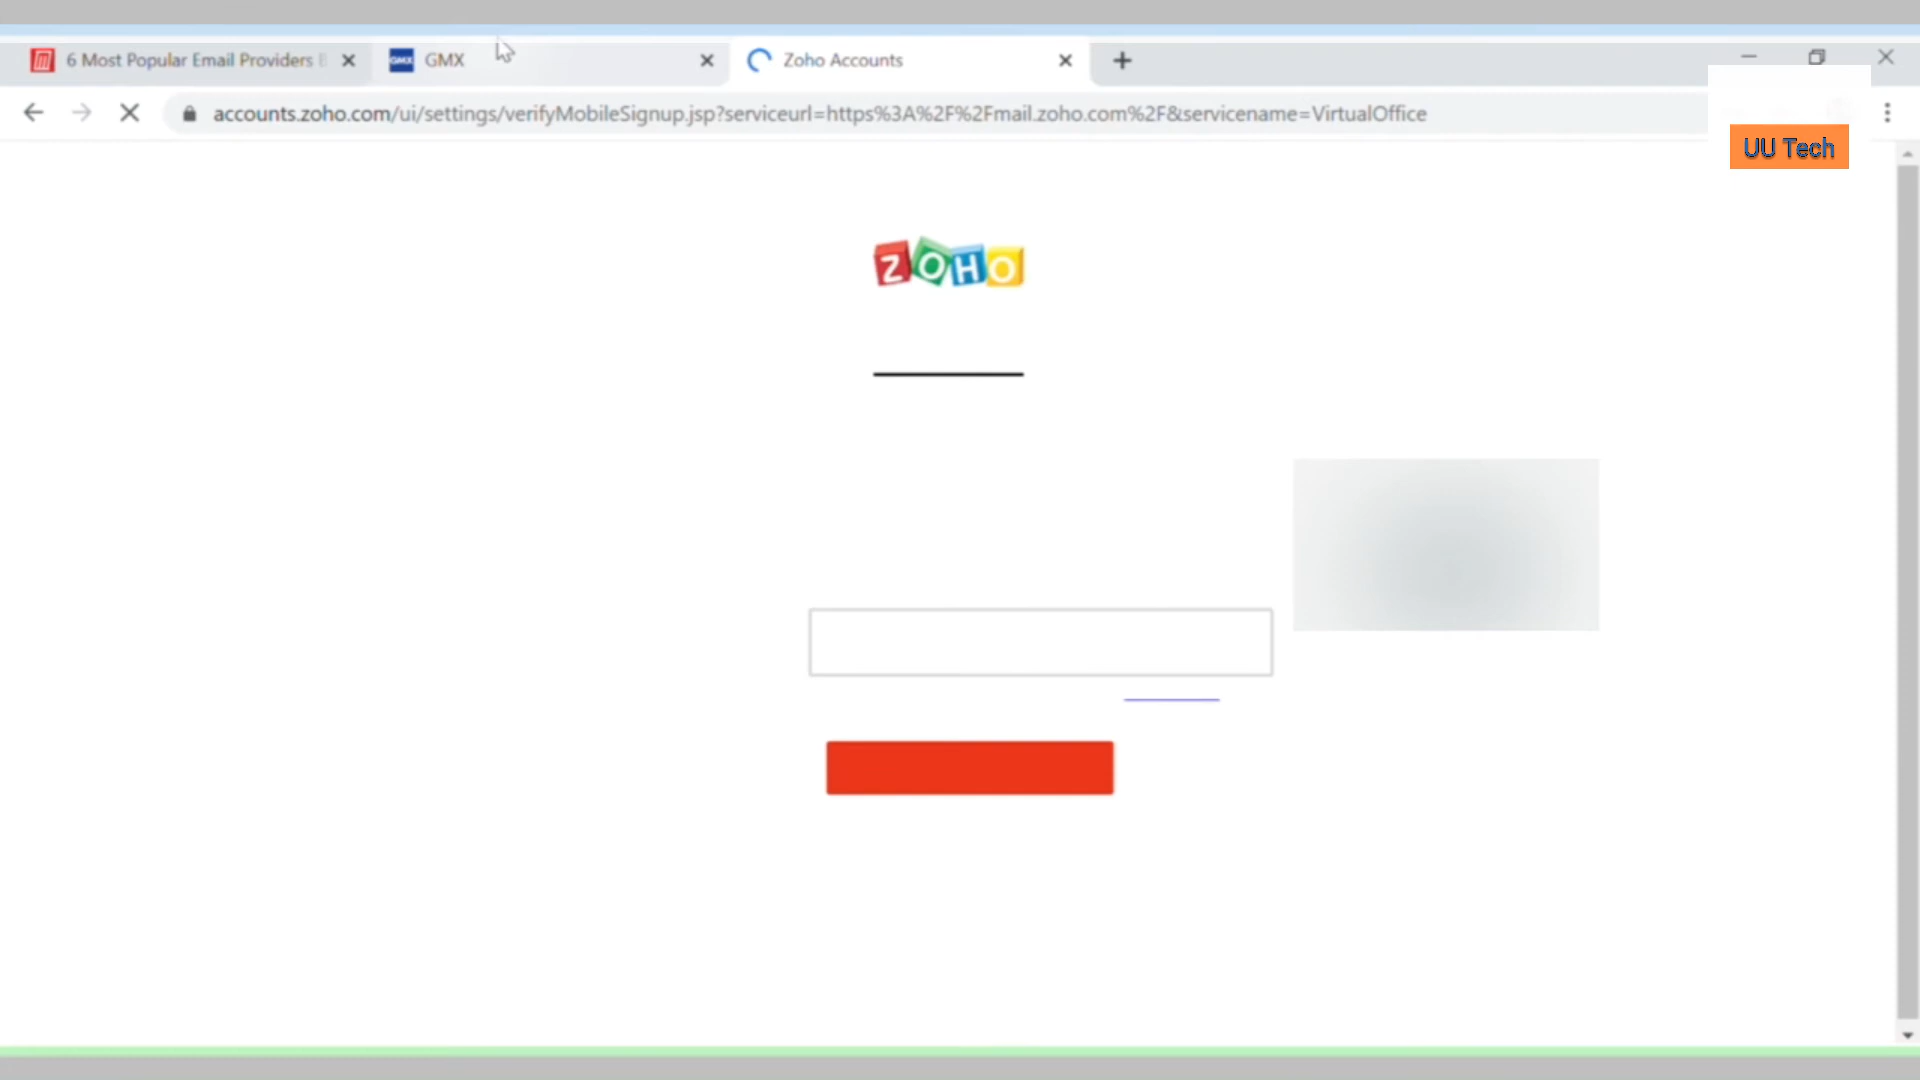 6 Most Popular Email Providers
GMX
GMX
Zoho Accounts
accounts.zoho.com/ui/settings/verifyMobileSignup.jsp?serviceurl=https%3A%2F%2Fmail.zoho.com%2F&servicename=VirtualOffice
UU Tech
ZOHO